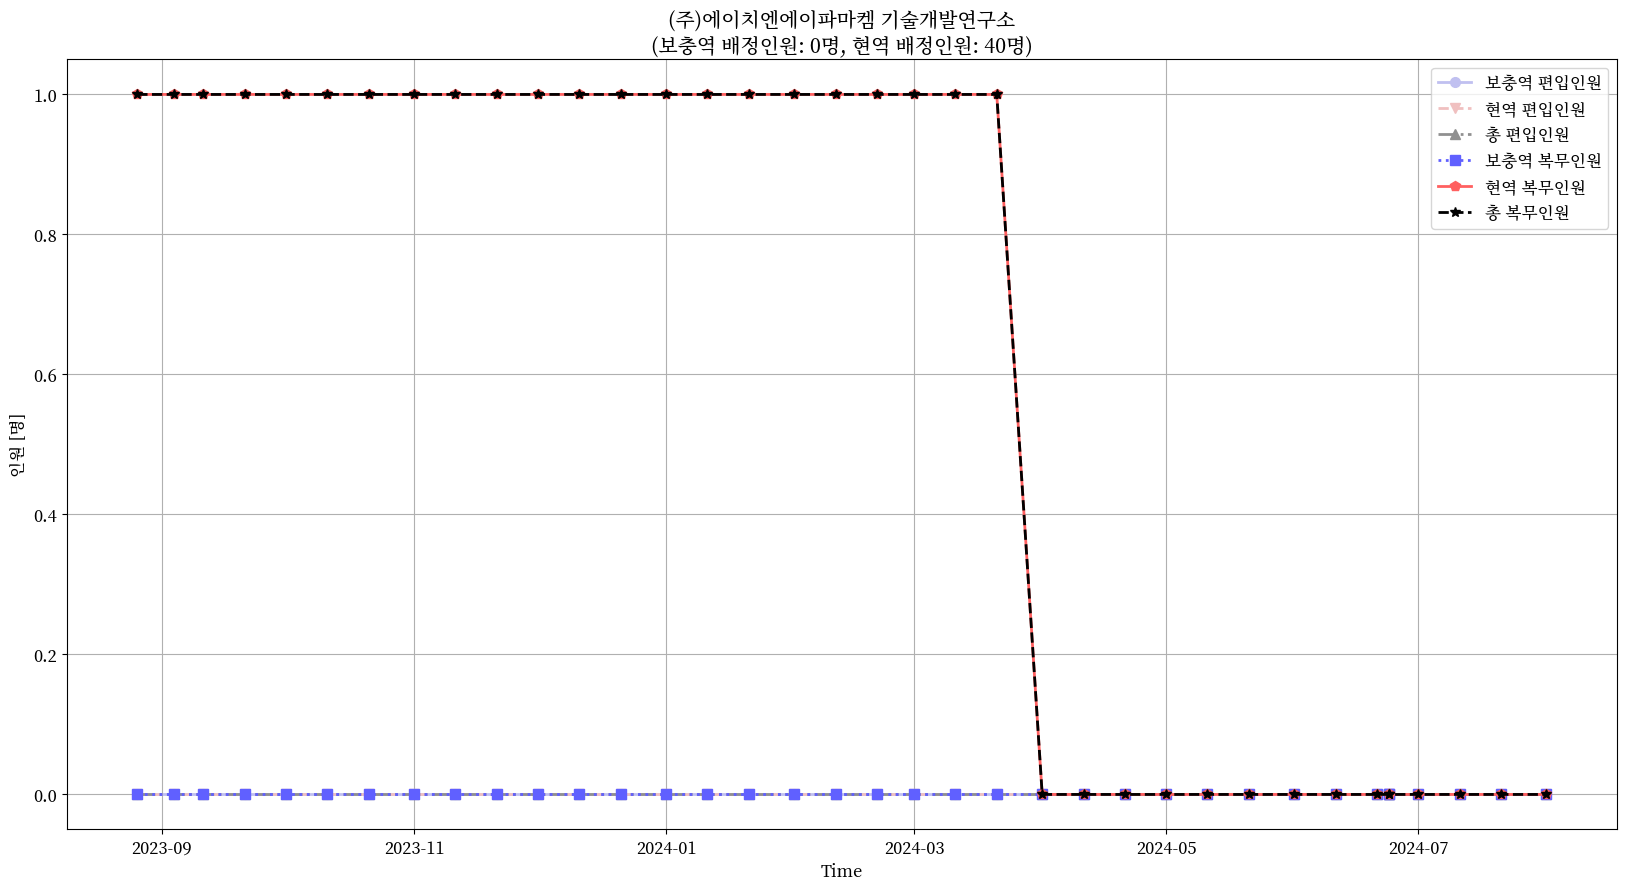 (주)에이치엔에이파마켐 기술개발연구소
(보충역 배정인원: 0명, 현역 배정인원: 40명)
보충역 편입인원
현역 편입인원
총 편입인원
보충역 복무인원
현역 복무인원
총 복무인원
인원 [명]
1.0
0.8
0.6
0.4
0.2
0.0
2023-09
2023-11
2024-01
2024-03
2024-05
2024-07
Time